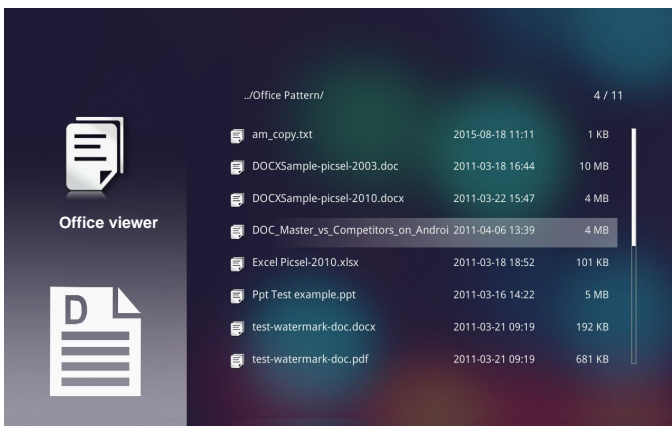 ../Office Pattern/ 4 / 11
am_copy.txt 2015-08-18 11:11 1 KB
DOCXSample-picsel-2003.doc 2011-03-18 16:44 10 MB
DOCXSample-picsel-2010.docx 2011-03-22 15:47 4 MB
Office viewer
DOC_Master_vs_Competitors_on_Androi 2011-04-06 13:39 4 MB
Excel Picsel-2010.xlsx 2011-03-18 18:52 101 KB
Ppt Test example.ppt 2011-03-16 14:22 5 MB
D
test-watermark-doc.docx 2011-03-21 09:19 192 KB
test-watermark-doc.pdf 2011-03-21 09:19 681 KB